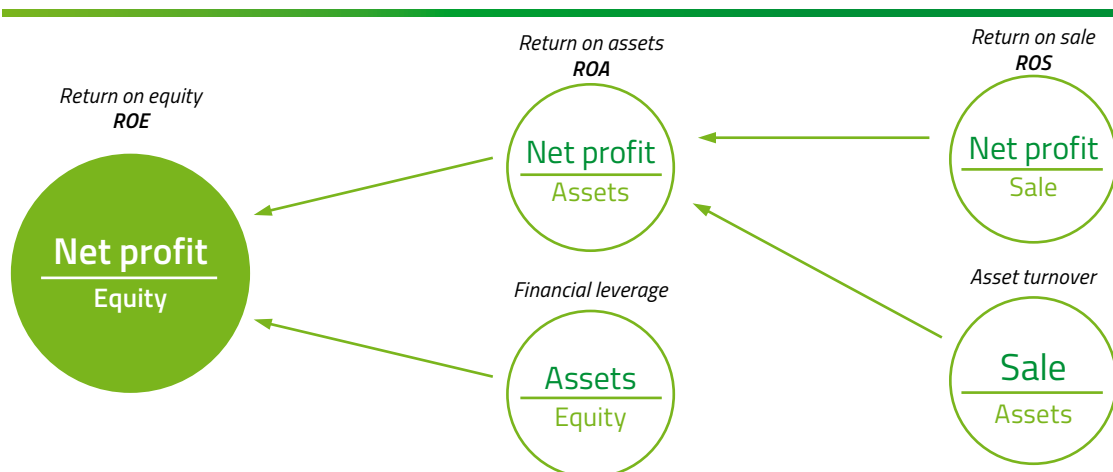 Return on equity
ROE
Net profit
Equity
Return on assets
ROA
Net profit
Assets
Financial leverage
Assets
Equity
Return on sale
ROS
Net profit
Sale
Asset turnover
Sale
Assets